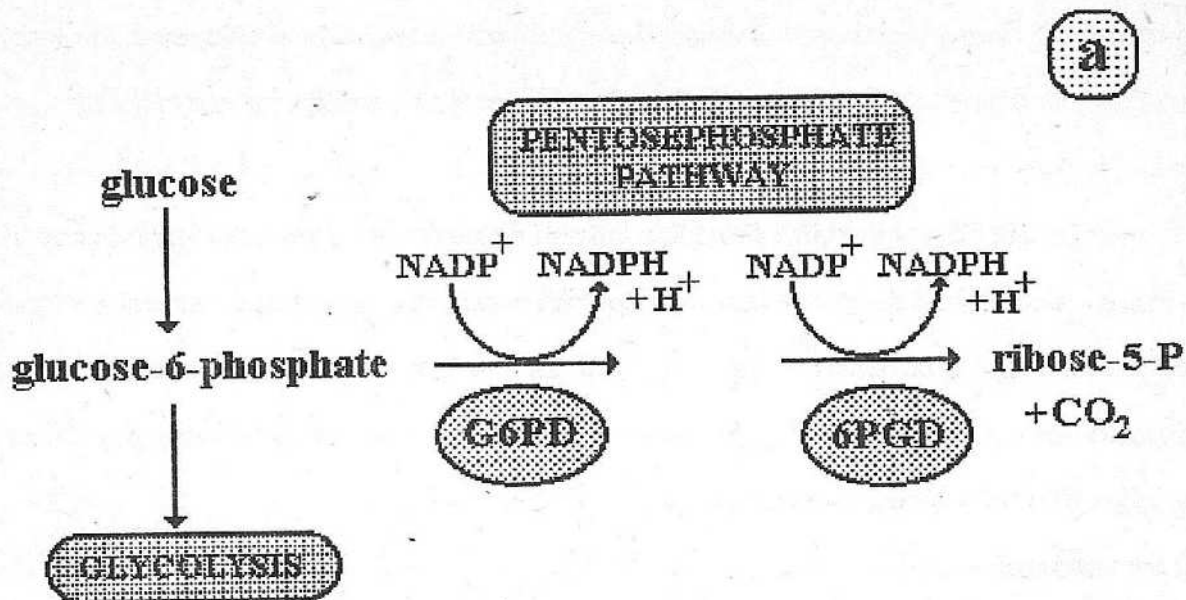 a
PENTOSEPHOSPHATE
PATHWAY
glucose
NADP⁺ NADPH
+H⁺
NADP⁺ NADPH
+H⁺
glucose-6-phosphate
ribose-5-P
+CO₂
G6PD
6PGD
GLYCOLYSIS